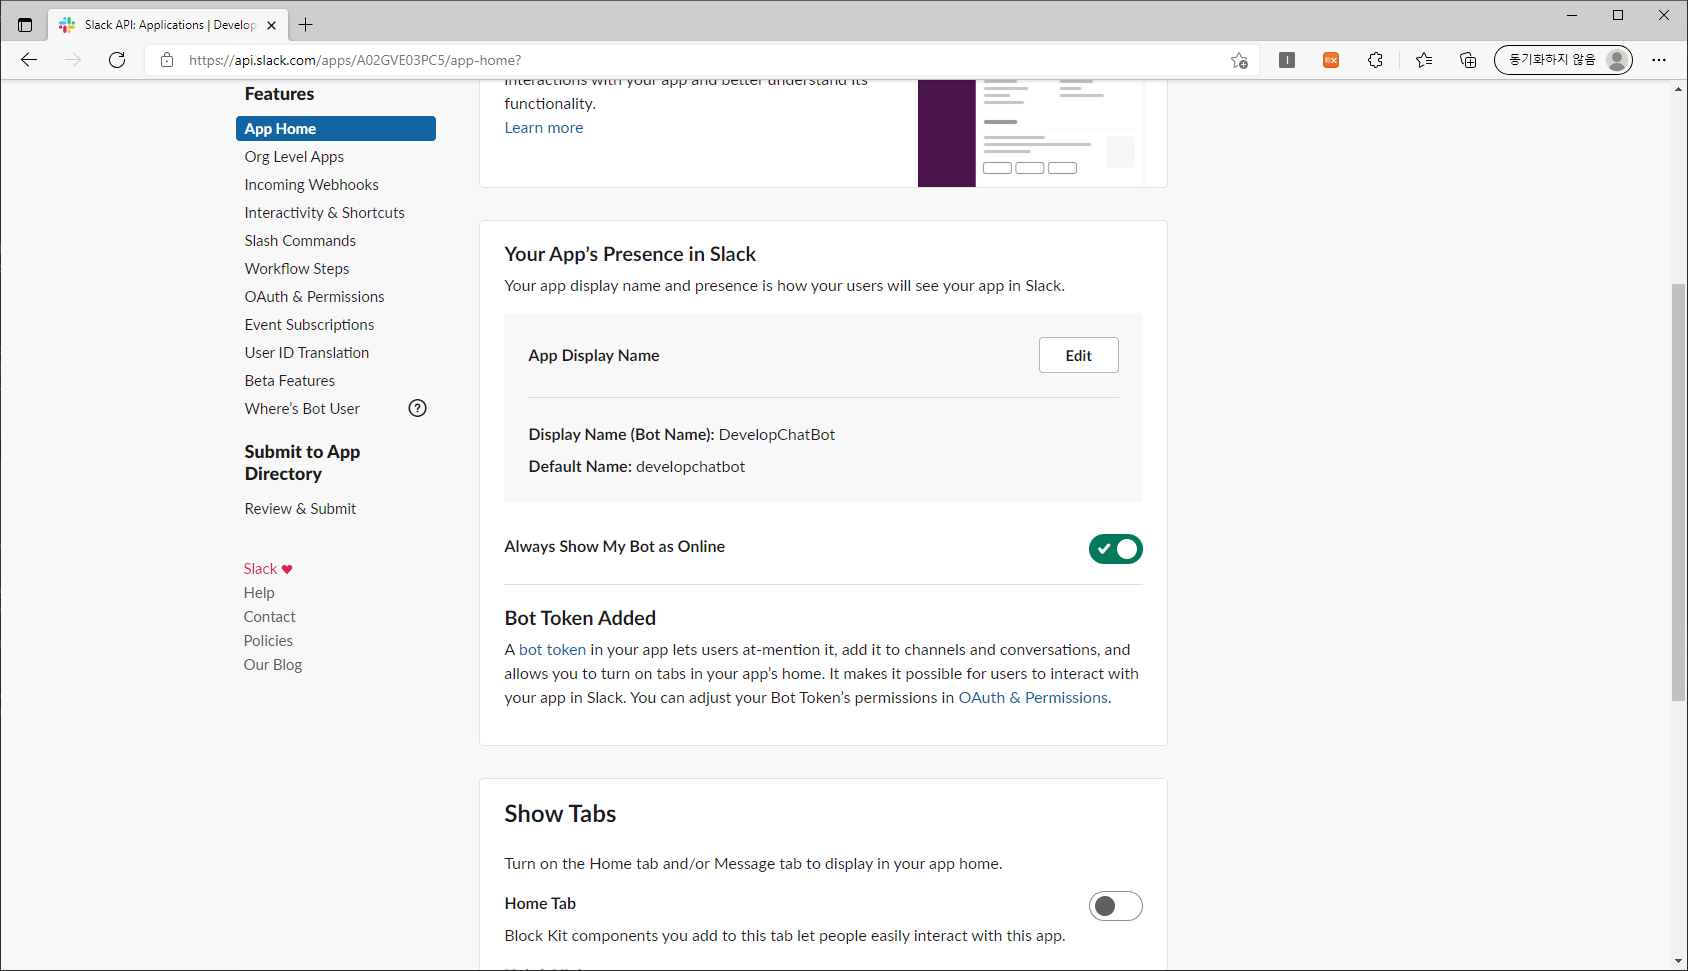 Slack API: Applications | Develop
https://api.slack.com/apps/A02GVE03PC5/app-home?
동기화하지 않음
Features
App Home
Org Level Apps
Incoming Webhooks
Interactivity & Shortcuts
Slash Commands
Workflow Steps
OAuth & Permissions
Event Subscriptions
User ID Translation
Beta Features
Where's Bot User
?
Submit to App
Directory
Review & Submit
Slack
Help
Contact
Policies
Our Blog
interactions with your app and better understand its
functionality.
Learn more
Your App’s Presence in Slack
Your app display name and presence is how your users will see your app in Slack.
App Display Name
Edit
Display Name (Bot Name): DevelopChatBot
Default Name: developchatbot
Always Show My Bot as Online
Bot Token Added
A bot token in your app lets users at-mention it, add it to channels and conversations, and
allows you to turn on tabs in your app’s home. It makes it possible for users to interact with
your app in Slack. You can adjust your Bot Token’s permissions in OAuth & Permissions.
Show Tabs
Turn on the Home tab and/or Message tab to display in your app home.
Home Tab
Block Kit components you add to this tab let people easily interact with this app.